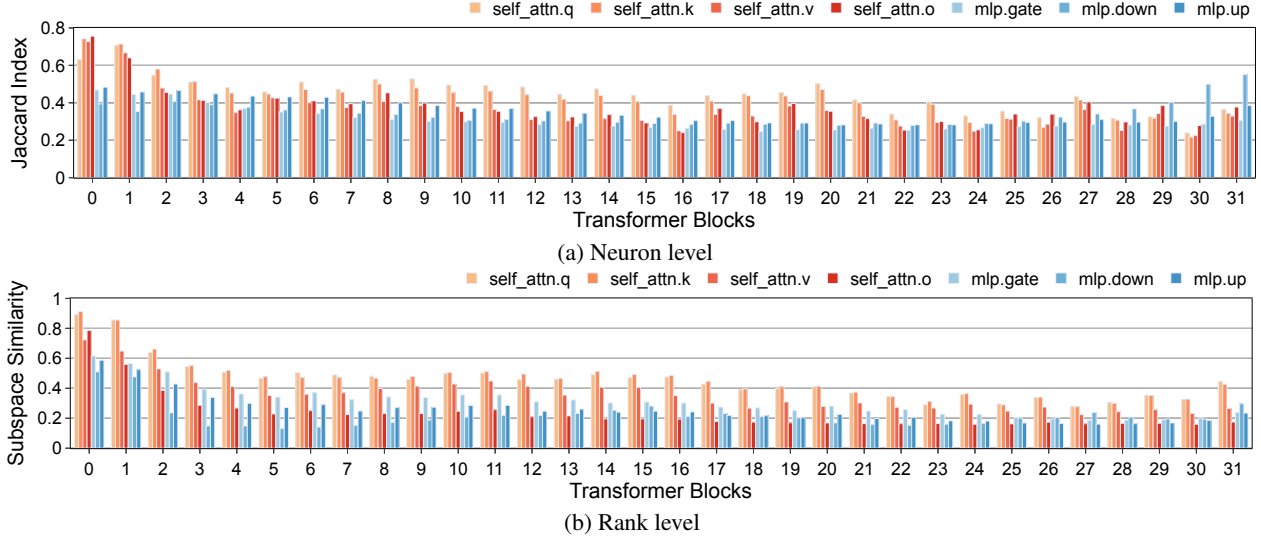 self_attn.q self_attn.k self_attn.v self_attn.o mlp.gate mlp.down mlp.up
Jaccard Index
0.8
0.6
0.4
0.2
0
0 1 2 3 4 5 6 7 8 9 10 11 12 13 14 15 16 17 18 19 20 21 22 23 24 25 26 27 28 29 30 31
Transformer Blocks
(a) Neuron level
self_attn.q self_attn.k self_attn.v self_attn.o mlp.gate mlp.down mlp.up
Subspace Similarity
1
0.8
0.6
0.4
0.2
0
0 1 2 3 4 5 6 7 8 9 10 11 12 13 14 15 16 17 18 19 20 21 22 23 24 25 26 27 28 29 30 31
Transformer Blocks
(b) Rank level